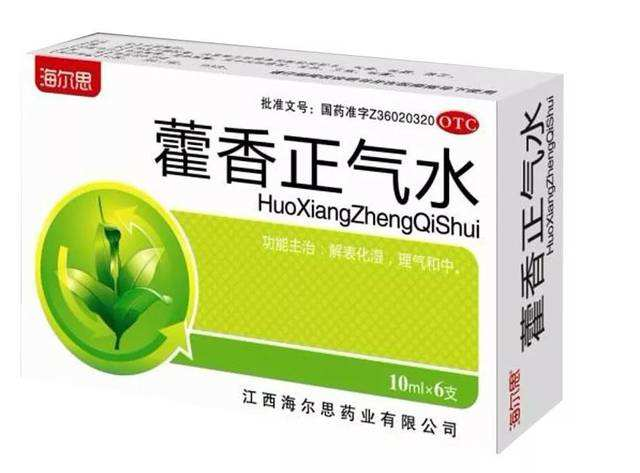 海尔思
批准文号：国药准字Z36020320 OTC
藿香正气水
HuoXiangZhengQiShui
功能主治：解表化湿，理气和中。
10ml×6支
江西海尔思药业有限公司
藿香正气水
HuoXiangZhengQiShui
海尔思